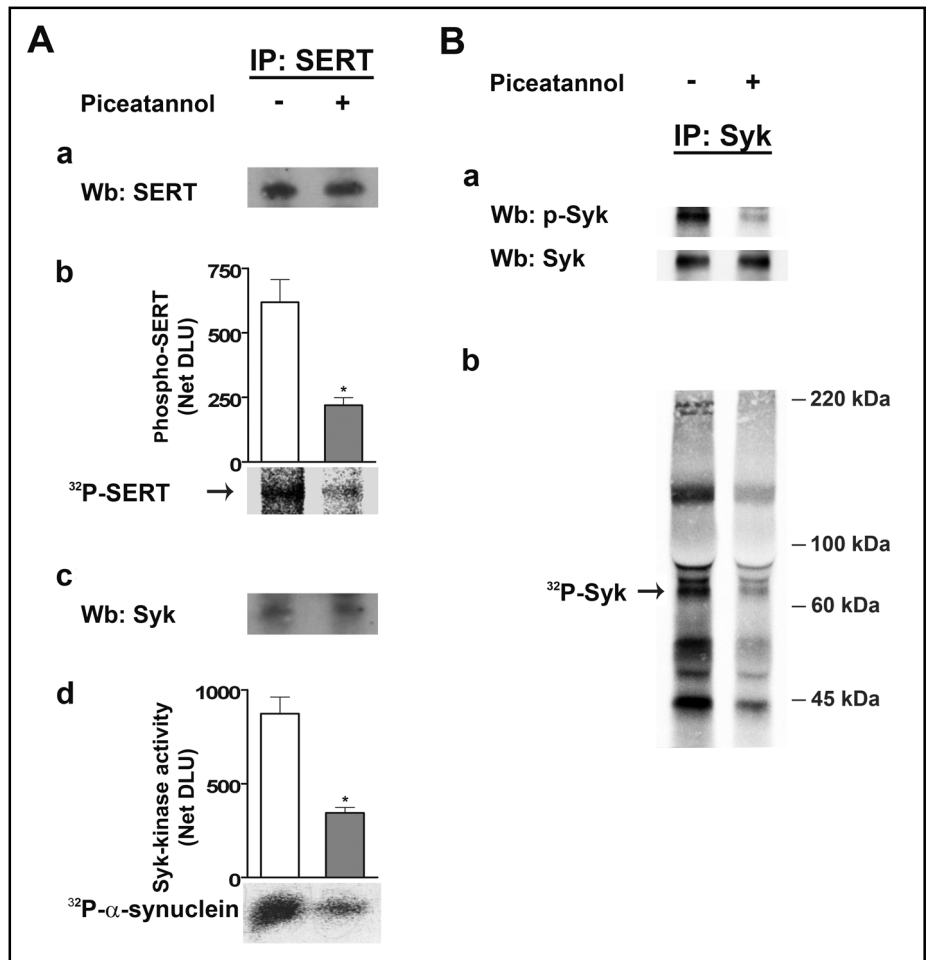 A
IP: SERT
Piceatannol - +
a
Wb: SERT
b
Phospho-SERT
(Net DLU)
750
500
250
0
*
³²P-SERT →
c
Wb: Syk
d
Syk-kinase activity
(Net DLU)
1000
500
0
*
³²P-α-synuclein
B
Piceatannol - +
IP: Syk
a
Wb: p-Syk
Wb: Syk
b
– 220 kDa
– 100 kDa
³²P-Syk →
– 60 kDa
– 45 kDa